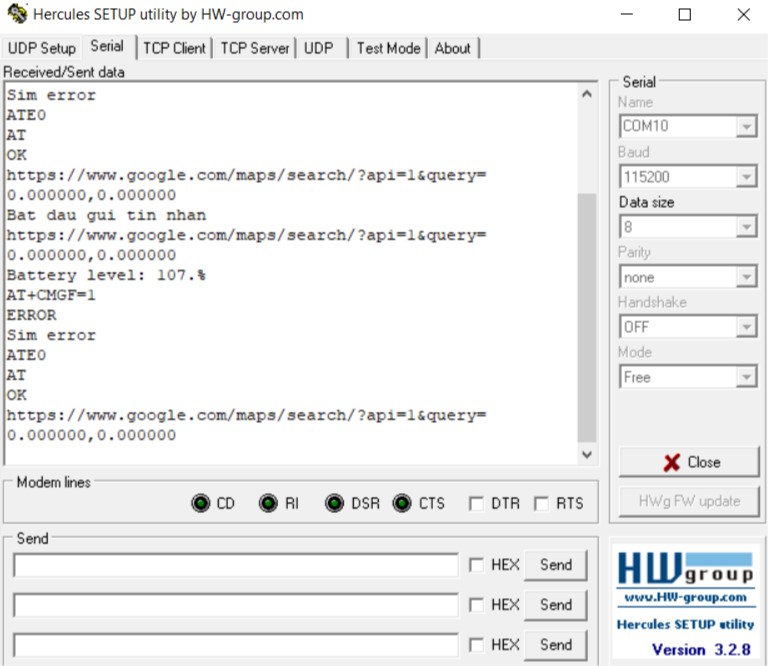 Hercules SETUP utility by HW-group.com
UDP Setup Serial TCP Client TCP Server UDP Test Mode About
Received/Sent data
Sim error
ATE0
AT
OK
https://www.google.com/maps/search/?api=1&query=
0.000000,0.000000
Bat dau gui tin nhan
https://www.google.com/maps/search/?api=1&query=
0.000000,0.000000
Battery level: 107.%
AT+CMGF=1
ERROR
Sim error
ATE0
AT
OK
https://www.google.com/maps/search/?api=1&query=
0.000000,0.000000
Serial
Name
COM10
Baud
115200
Data size
8
Parity
none
Handshake
OFF
Mode
Free
Close
HWg FW update
Modem lines
CD RI DSR CTS DTR RTS
Send
HEX Send
HEX Send
HEX Send
HW group
www.HW-group.com
Hercules SETUP utility
Version 3.2.8